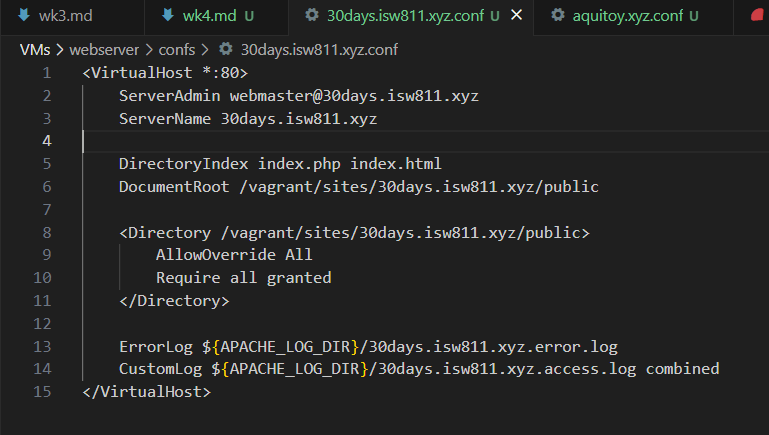 wk3.md wk4.md U 30days.isw811.xyz.conf U aquitoy.xyz.conf U
VMs > webserver > confs > 30days.isw811.xyz.conf
1 <VirtualHost *:80>
2 ServerAdmin webmaster@30days.isw811.xyz
3 ServerName 30days.isw811.xyz
4
5 DirectoryIndex index.php index.html
6 DocumentRoot /vagrant/sites/30days.isw811.xyz/public
7
8 <Directory /vagrant/sites/30days.isw811.xyz/public>
9 AllowOverride All
10 Require all granted
11 </Directory>
12
13 ErrorLog ${APACHE_LOG_DIR}/30days.isw811.xyz.error.log
14 CustomLog ${APACHE_LOG_DIR}/30days.isw811.xyz.access.log combined
15 </VirtualHost>